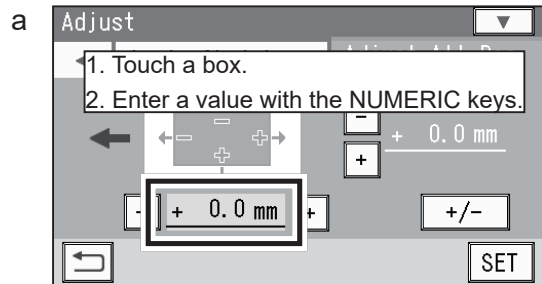 a
Adjust
1. Touch a box.
2. Enter a value with the NUMERIC keys.
+ 0.0 mm
+
- + 0.0 mm +
+/-
SET